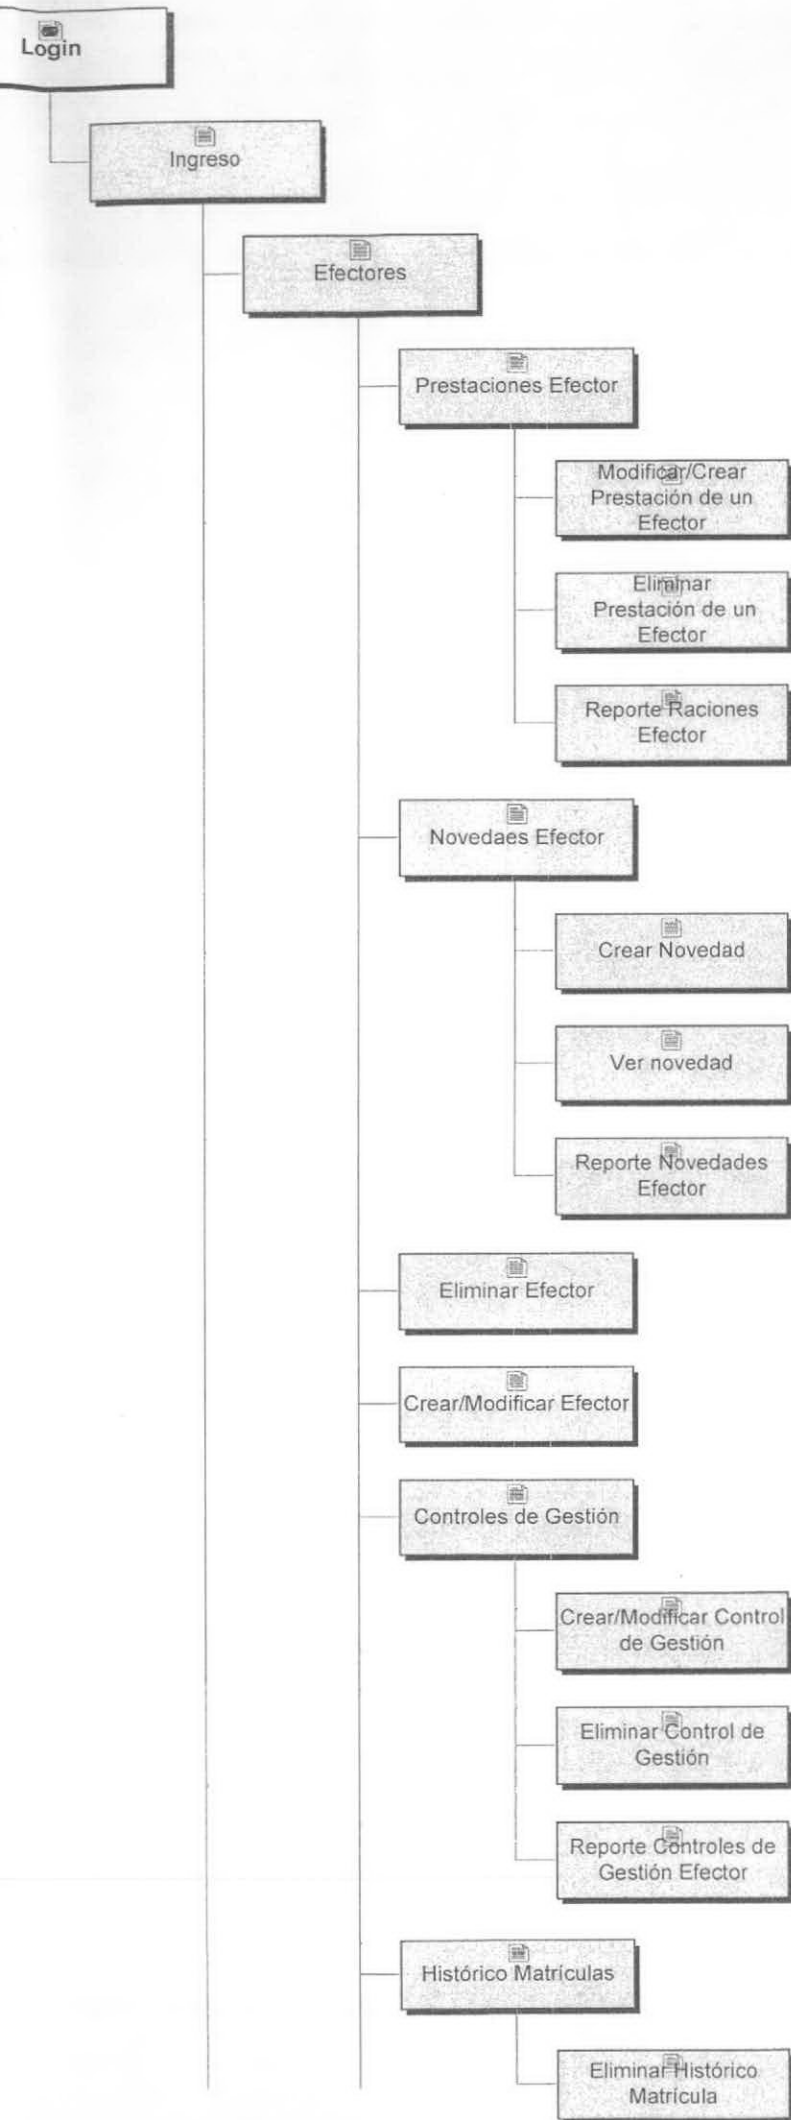 Login
Ingreso
Efectores
Prestaciones Efector
Modificar/Crear
Prestación de un
Efector
Eliminar
Prestación de un
Efector
Reporte Raciones
Efector
Novedaes Efector
Crear Novedad
Ver novedad
Reporte Novedades
Efector
Eliminar Efector
Crear/Modificar Efector
Controles de Gestión
Crear/Modificar Control
de Gestión
Eliminar Control de
Gestión
Reporte Controles de
Gestión Efector
Histórico Matrículas
Eliminar Histórico
Matrícula